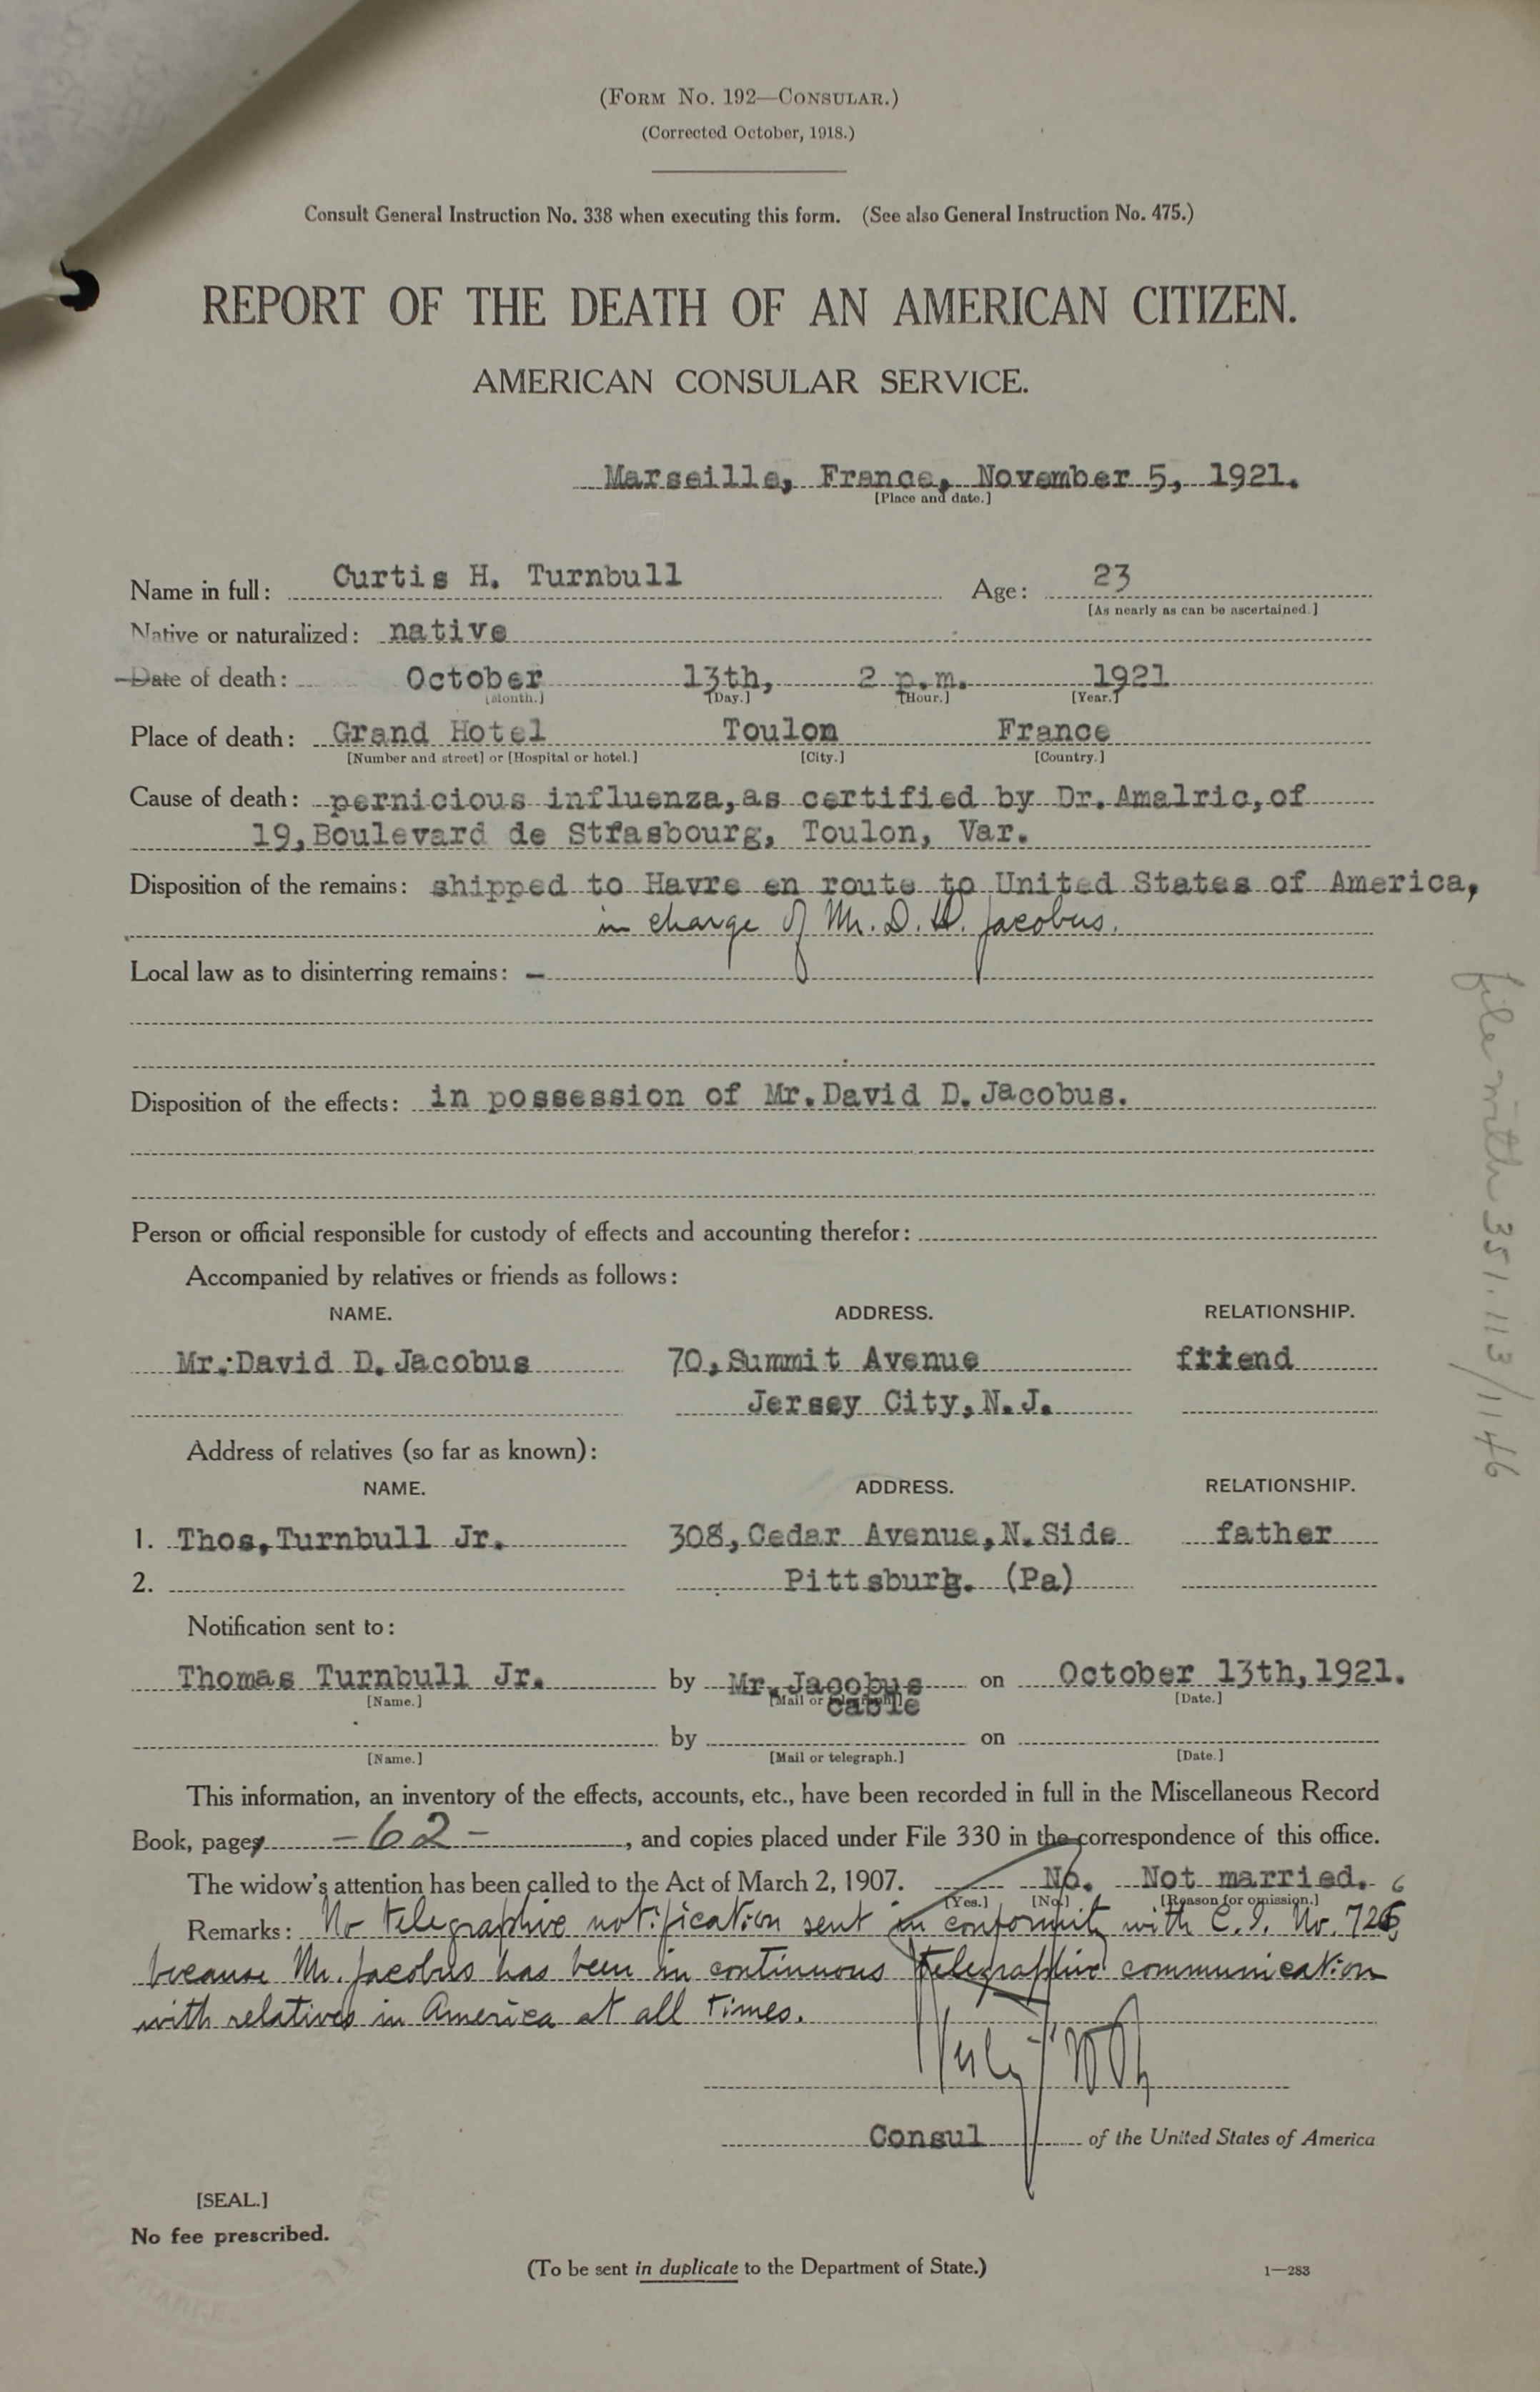 (FORM NO. 192—CONSULAR.)
(Corrected October, 1918.)
Consult General Instruction No. 338 when executing this form. (See also General Instruction No. 475.)
REPORT OF THE DEATH OF AN AMERICAN CITIZEN.
AMERICAN CONSULAR SERVICE.
Marseille, France, November 5, 1921.
[Place and date.]
Name in full: Curtis H. Turnbull Age: 23
[As nearly as can be ascertained.]
Native or naturalized: native
Date of death: October 13th, 2 p.m. 1921
[Month.] [Day.] [Hour.] [Year.]
Place of death: Grand Hotel Toulon France
[Number and street] or [Hospital or hotel.] [City.] [Country.]
Cause of death: pernicious influenza, as certified by Dr. Amalric, of
19, Boulevard de Strasbourg, Toulon, Var.
Disposition of the remains: shipped to Havre en route to United States of America,
in charge of Mr. D. D. Jacobus.
Local law as to disinterring remains: —
Disposition of the effects: in possession of Mr. David D. Jacobus.
Person or official responsible for custody of effects and accounting therefor:
Accompanied by relatives or friends as follows:
NAME. ADDRESS. RELATIONSHIP.
Mr. David D. Jacobus 70, Summit Avenue friend
Jersey City, N. J.
Address of relatives (so far as known):
NAME. ADDRESS. RELATIONSHIP.
1. Thos, Turnbull Jr. 308, Cedar Avenue, N. Side father
2. Pittsburg. (Pa)
Notification sent to:
Thomas Turnbull Jr. by Mr. Jacobus on October 13th, 1921.
[Name.] [Mail or telegraph.] [Date.]
cable
by on
[Name.] [Mail or telegraph.] [Date.]
This information, an inventory of the effects, accounts, etc., have been recorded in full in the Miscellaneous Record
Book, pages -62-, and copies placed under File 330 in the correspondence of this office.
The widow's attention has been called to the Act of March 2, 1907. No. Not married.
[Yes.] [No.] [Reason for omission.]
Remarks: No telegraphic notification sent in conformity with C. I. No. 726
because Mr. Jacobus has been in continuous telegraphic communication
with relatives in America at all times.
Consul of the United States of America
[SEAL.]
No fee prescribed.
(To be sent in duplicate to the Department of State.) 1—283
file with 351.113/1146